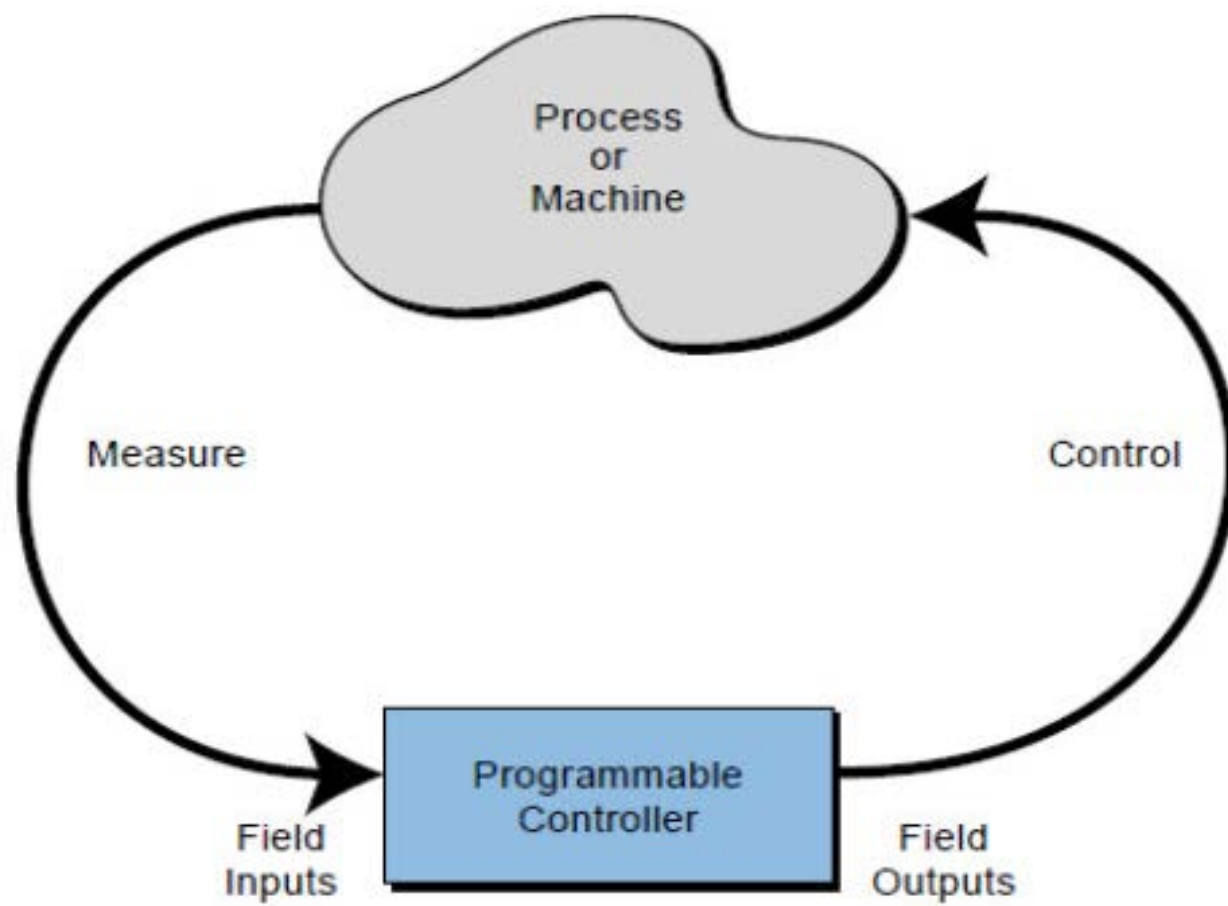 Process
or
Machine
Measure
Control
Programmable
Controller
Field
Inputs
Field
Outputs